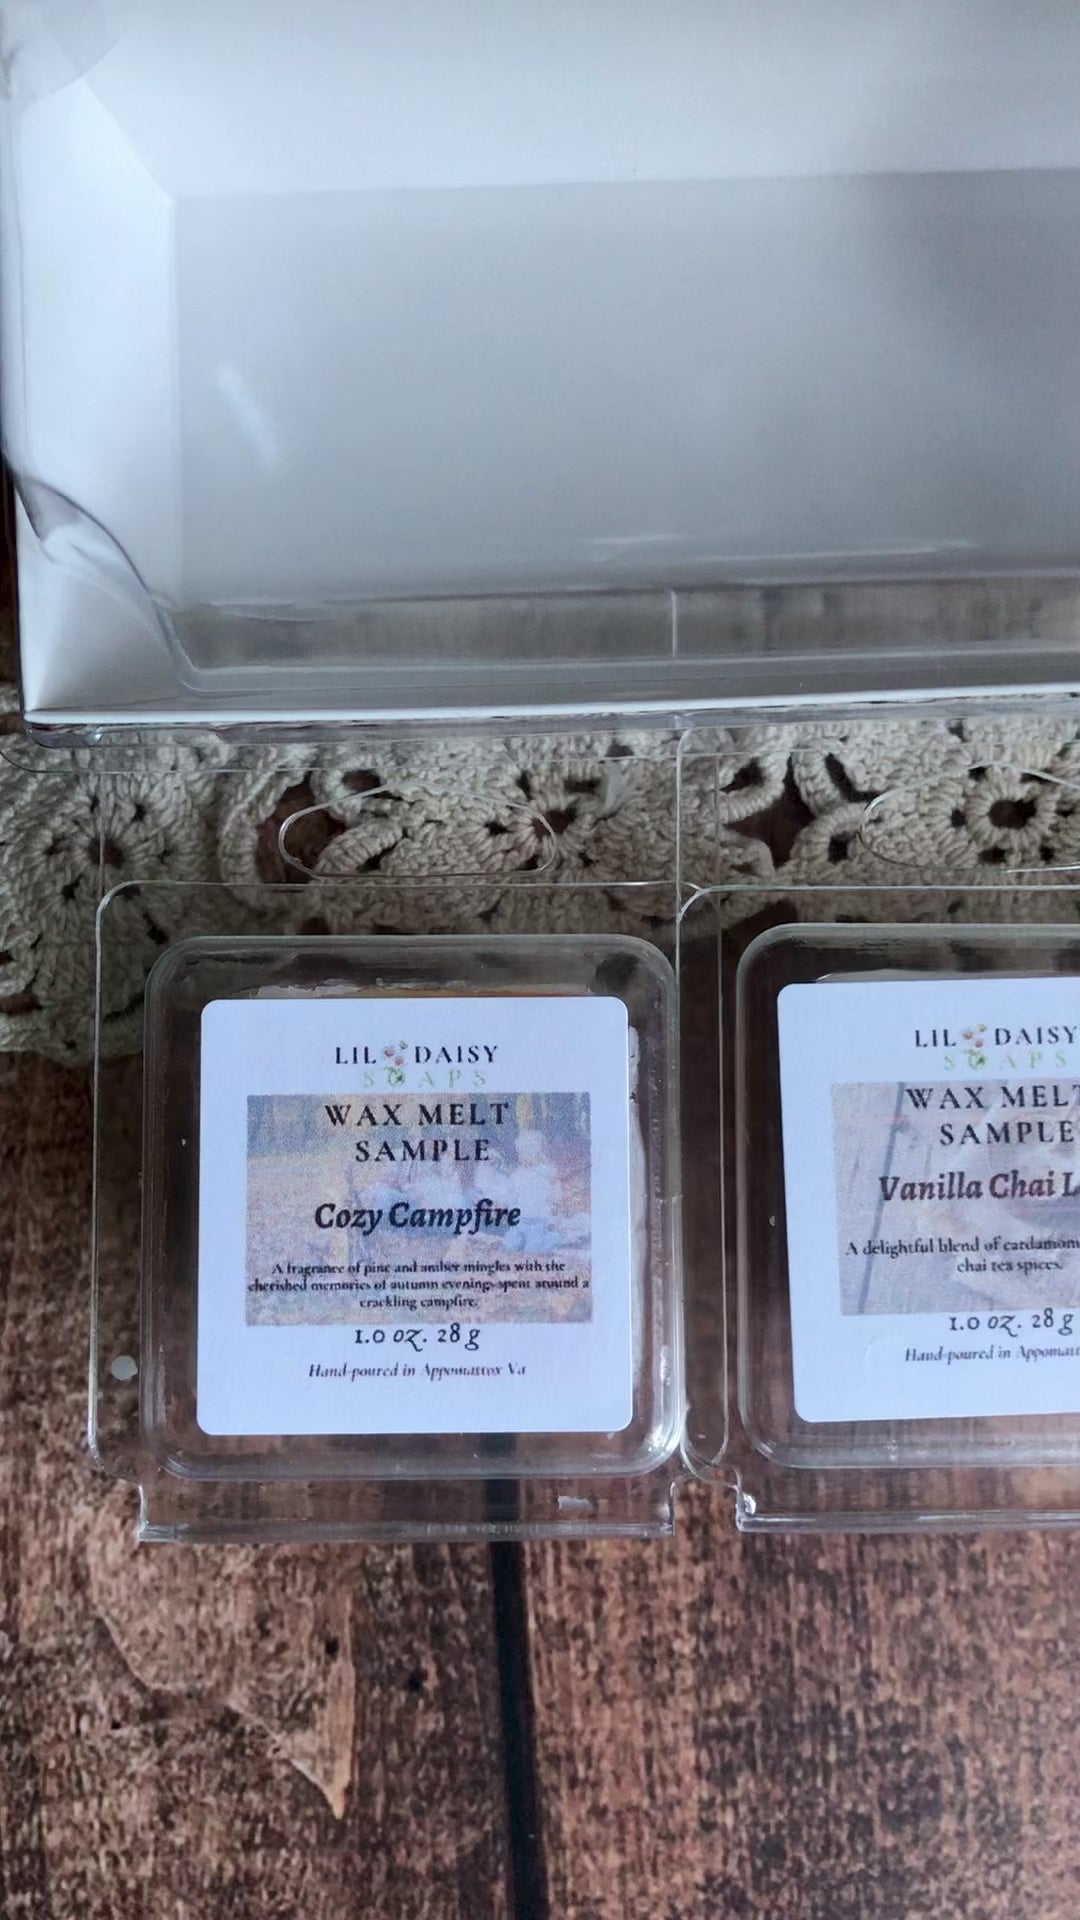 LIL DAISY
SOAPS
WAX MELT
SAMPLE
Cozy Campfire
A fragrance of pine and amber mingles with the
cherished memories of autumn evenings spent around a
crackling campfire.
1.0 oz. 28 g
Hand-poured in Appomattox Va
LIL DAISY
SOAPS
WAX MELT
SAMPLE
Vanilla Chai
A delightful blend of cardamom
chai tea spices.
1.0 oz. 28 g
Hand-poured in